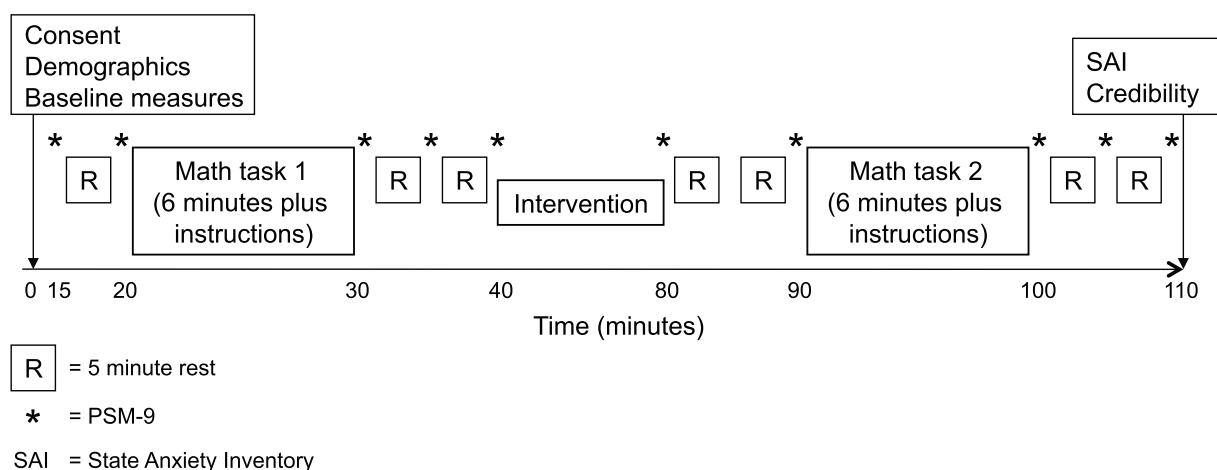 Consent
Demographics
Baseline measures
SAI
Credibility
* * * * * * * * * *
R
Math task 1
(6 minutes plus
instructions)
R
R
Intervention
R
R
Math task 2
(6 minutes plus
instructions)
R
R
0 15 20 30 40 80 90 100 110
Time (minutes)
R = 5 minute rest
* = PSM-9
SAI = State Anxiety Inventory